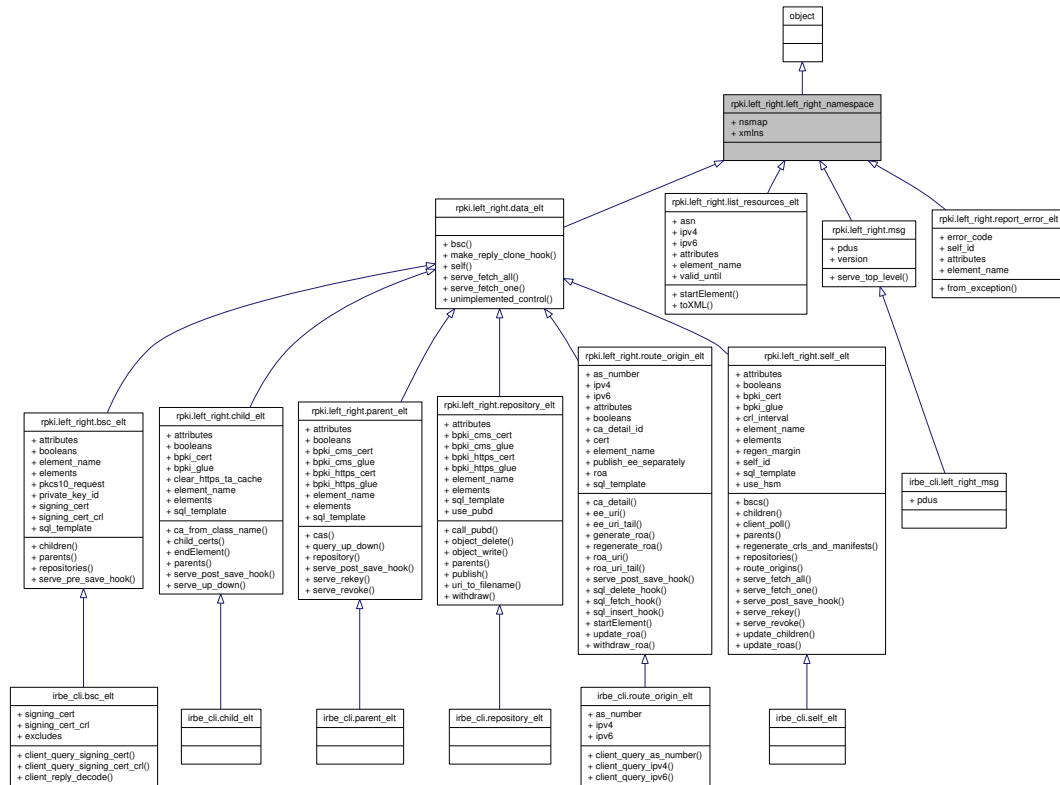 object
rpki.left_right.left_right_namespace
+ nsmap
+ xmlns
rpki.left_right.data_elt
+ bsc()
+ make_reply_clone_hook()
+ self()
+ serve_fetch_all()
+ serve_fetch_one()
+ unimplemented_control()
rpki.left_right.list_resources_elt
+ asn
+ ipv4
+ ipv6
+ attributes
+ element_name
+ valid_until
+ startElement()
+ toXML()
rpki.left_right.msg
+ pdus
+ version
+ serve_top_level()
rpki.left_right.report_error_elt
+ error_code
+ self_id
+ attributes
+ element_name
+ from_exception()
rpki.left_right.bsc_elt
+ attributes
+ booleans
+ element_name
+ elements
+ pkcs10_request
+ private_key_id
+ signing_cert
+ signing_cert_crl
+ sql_template
+ children()
+ parents()
+ repositories()
+ serve_pre_save_hook()
rpki.left_right.child_elt
+ attributes
+ booleans
+ bpki_cert
+ bpki_glue
+ clear_https_ta_cache
+ element_name
+ elements
+ sql_template
+ ca_from_class_name()
+ child_certs()
+ endElement()
+ parents()
+ serve_post_save_hook()
+ serve_up_down()
rpki.left_right.parent_elt
+ attributes
+ booleans
+ bpki_cms_cert
+ bpki_cms_glue
+ bpki_https_cert
+ bpki_https_glue
+ element_name
+ elements
+ sql_template
+ cas()
+ query_up_down()
+ repository()
+ serve_post_save_hook()
+ serve_rekey()
+ serve_revoke()
rpki.left_right.repository_elt
+ attributes
+ bpki_cms_cert
+ bpki_cms_glue
+ bpki_https_cert
+ bpki_https_glue
+ element_name
+ elements
+ sql_template
+ use_pubd
+ call_pubd()
+ object_delete()
+ object_write()
+ parents()
+ publish()
+ uri_to_filename()
+ withdraw()
rpki.left_right.route_origin_elt
+ as_number
+ ipv4
+ ipv6
+ attributes
+ booleans
+ ca_detail_id
+ cert
+ element_name
+ publish_ee_separately
+ roa
+ sql_template
+ ca_detail()
+ ee_uri()
+ ee_uri_tail()
+ generate_roa()
+ regenerate_roa()
+ roa_uri()
+ roa_uri_tail()
+ serve_post_save_hook()
+ sql_delete_hook()
+ sql_fetch_hook()
+ sql_insert_hook()
+ startElement()
+ update_roa()
+ withdraw_roa()
rpki.left_right.self_elt
+ attributes
+ booleans
+ bpki_cert
+ bpki_glue
+ crl_interval
+ element_name
+ elements
+ regen_margin
+ self_id
+ sql_template
+ use_hsm
+ bscs()
+ children()
+ client_poll()
+ parents()
+ regenerate_crls_and_manifests()
+ repositories()
+ route_origins()
+ serve_fetch_all()
+ serve_fetch_one()
+ serve_post_save_hook()
+ serve_rekey()
+ serve_revoke()
+ update_children()
+ update_roas()
irbe_cli.left_right_msg
+ pdus
irbe_cli.bsc_elt
+ signing_cert
+ signing_cert_crl
+ excludes
+ client_query_signing_cert()
+ client_query_signing_cert_crl()
+ client_reply_decode()
irbe_cli.child_elt
irbe_cli.parent_elt
irbe_cli.repository_elt
irbe_cli.route_origin_elt
+ as_number
+ ipv4
+ ipv6
+ client_query_as_number()
+ client_query_ipv4()
+ client_query_ipv6()
irbe_cli.self_elt